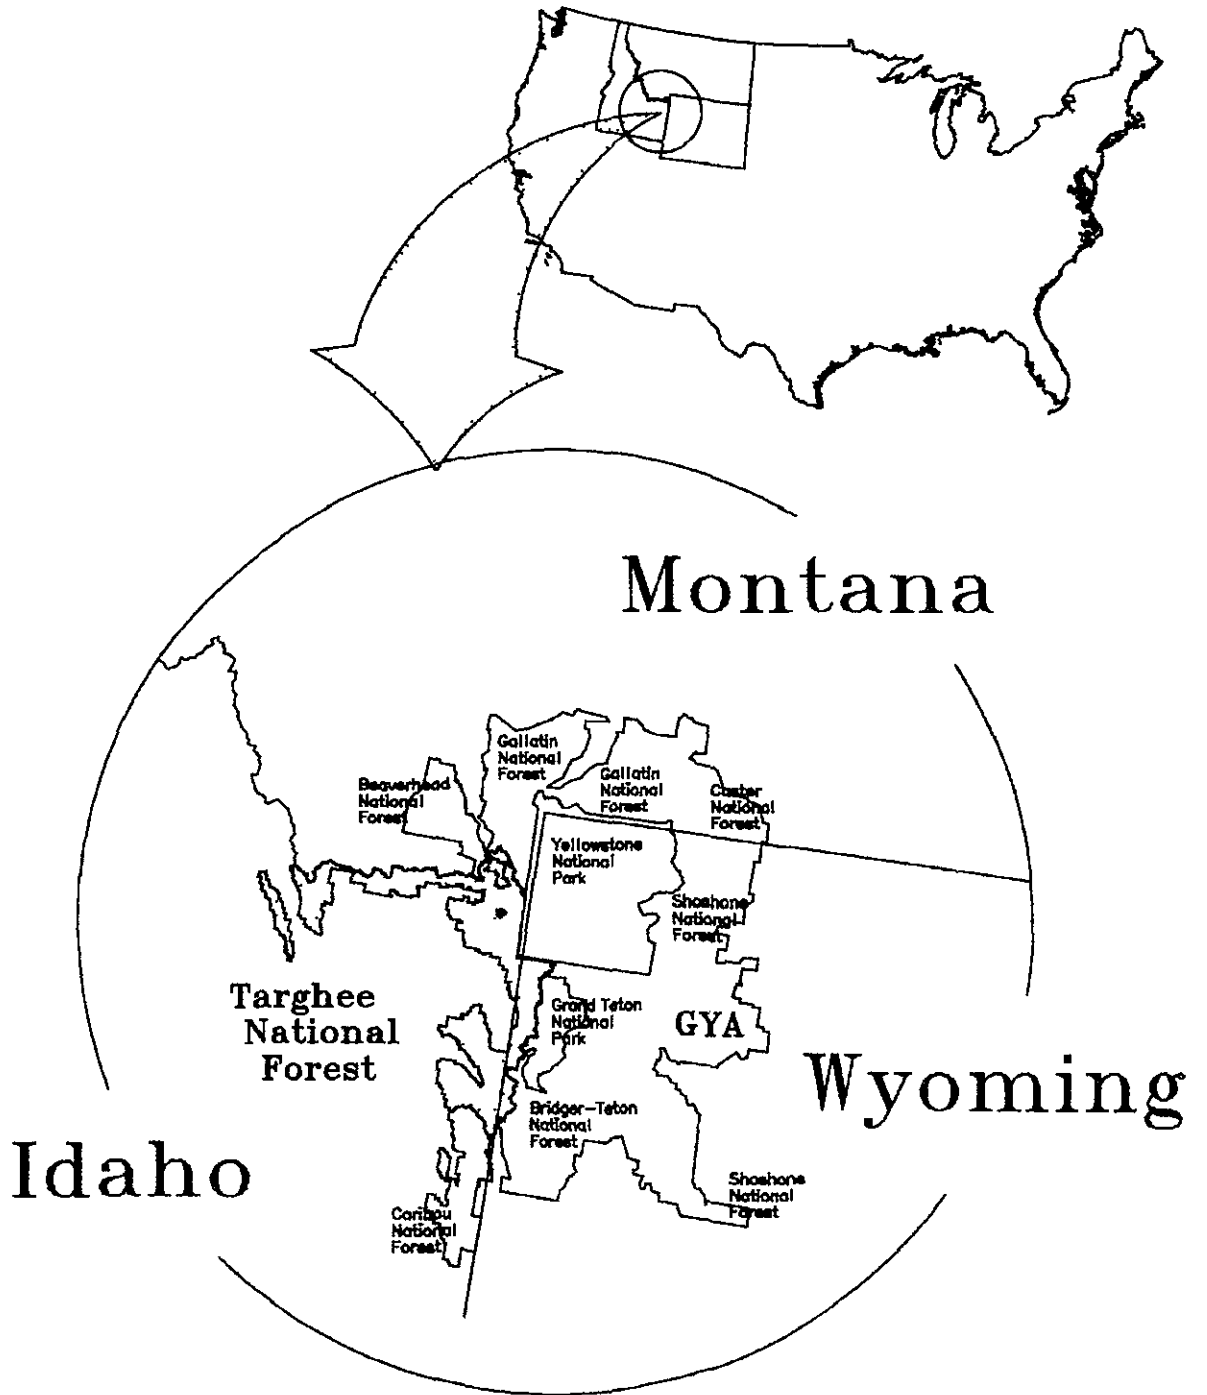 Montana
Gallatin
National
Forest
Beaverhead
National
Forest
Gallatin
National
Forest
Custer
National
Forest
Yellowstone
National
Park
Shoshone
National
Forest
Targhee
National
Forest
Grand Teton
National
Park
GYA
Wyoming
Bridger-Teton
National
Forest
Idaho
Shoshone
National
Forest
Caribou
National
Forest